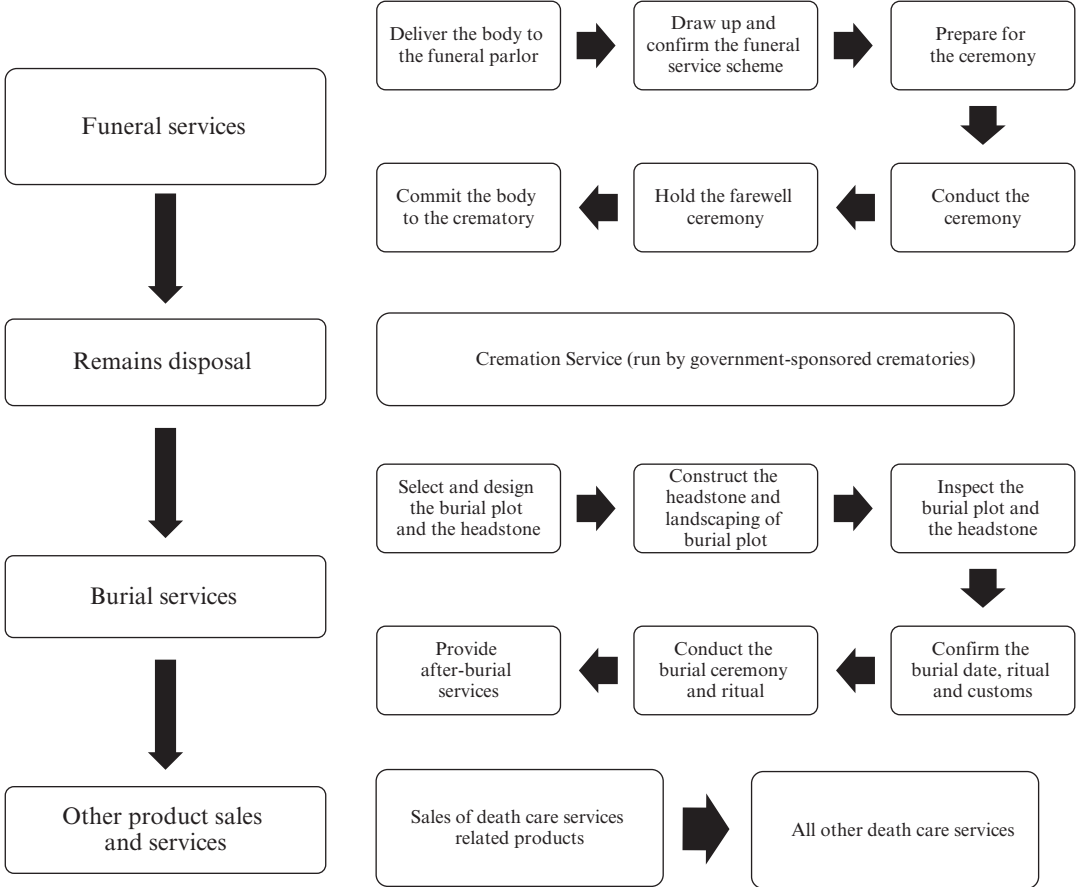 Funeral services
Deliver the body to
the funeral parlor
Draw up and
confirm the funeral
service scheme
Prepare for
the ceremony
Conduct the
ceremony
Hold the farewell
ceremony
Commit the body
to the crematory
Remains disposal
Cremation Service (run by government-sponsored crematories)
Burial services
Select and design
the burial plot
and the headstone
Construct the
headstone and
landscaping of
burial plot
Inspect the
burial plot and
the headstone
Confirm the
burial date, ritual
and customs
Conduct the
burial ceremony
and ritual
Provide
after-burial
services
Other product sales
and services
Sales of death care services
related products
All other death care services